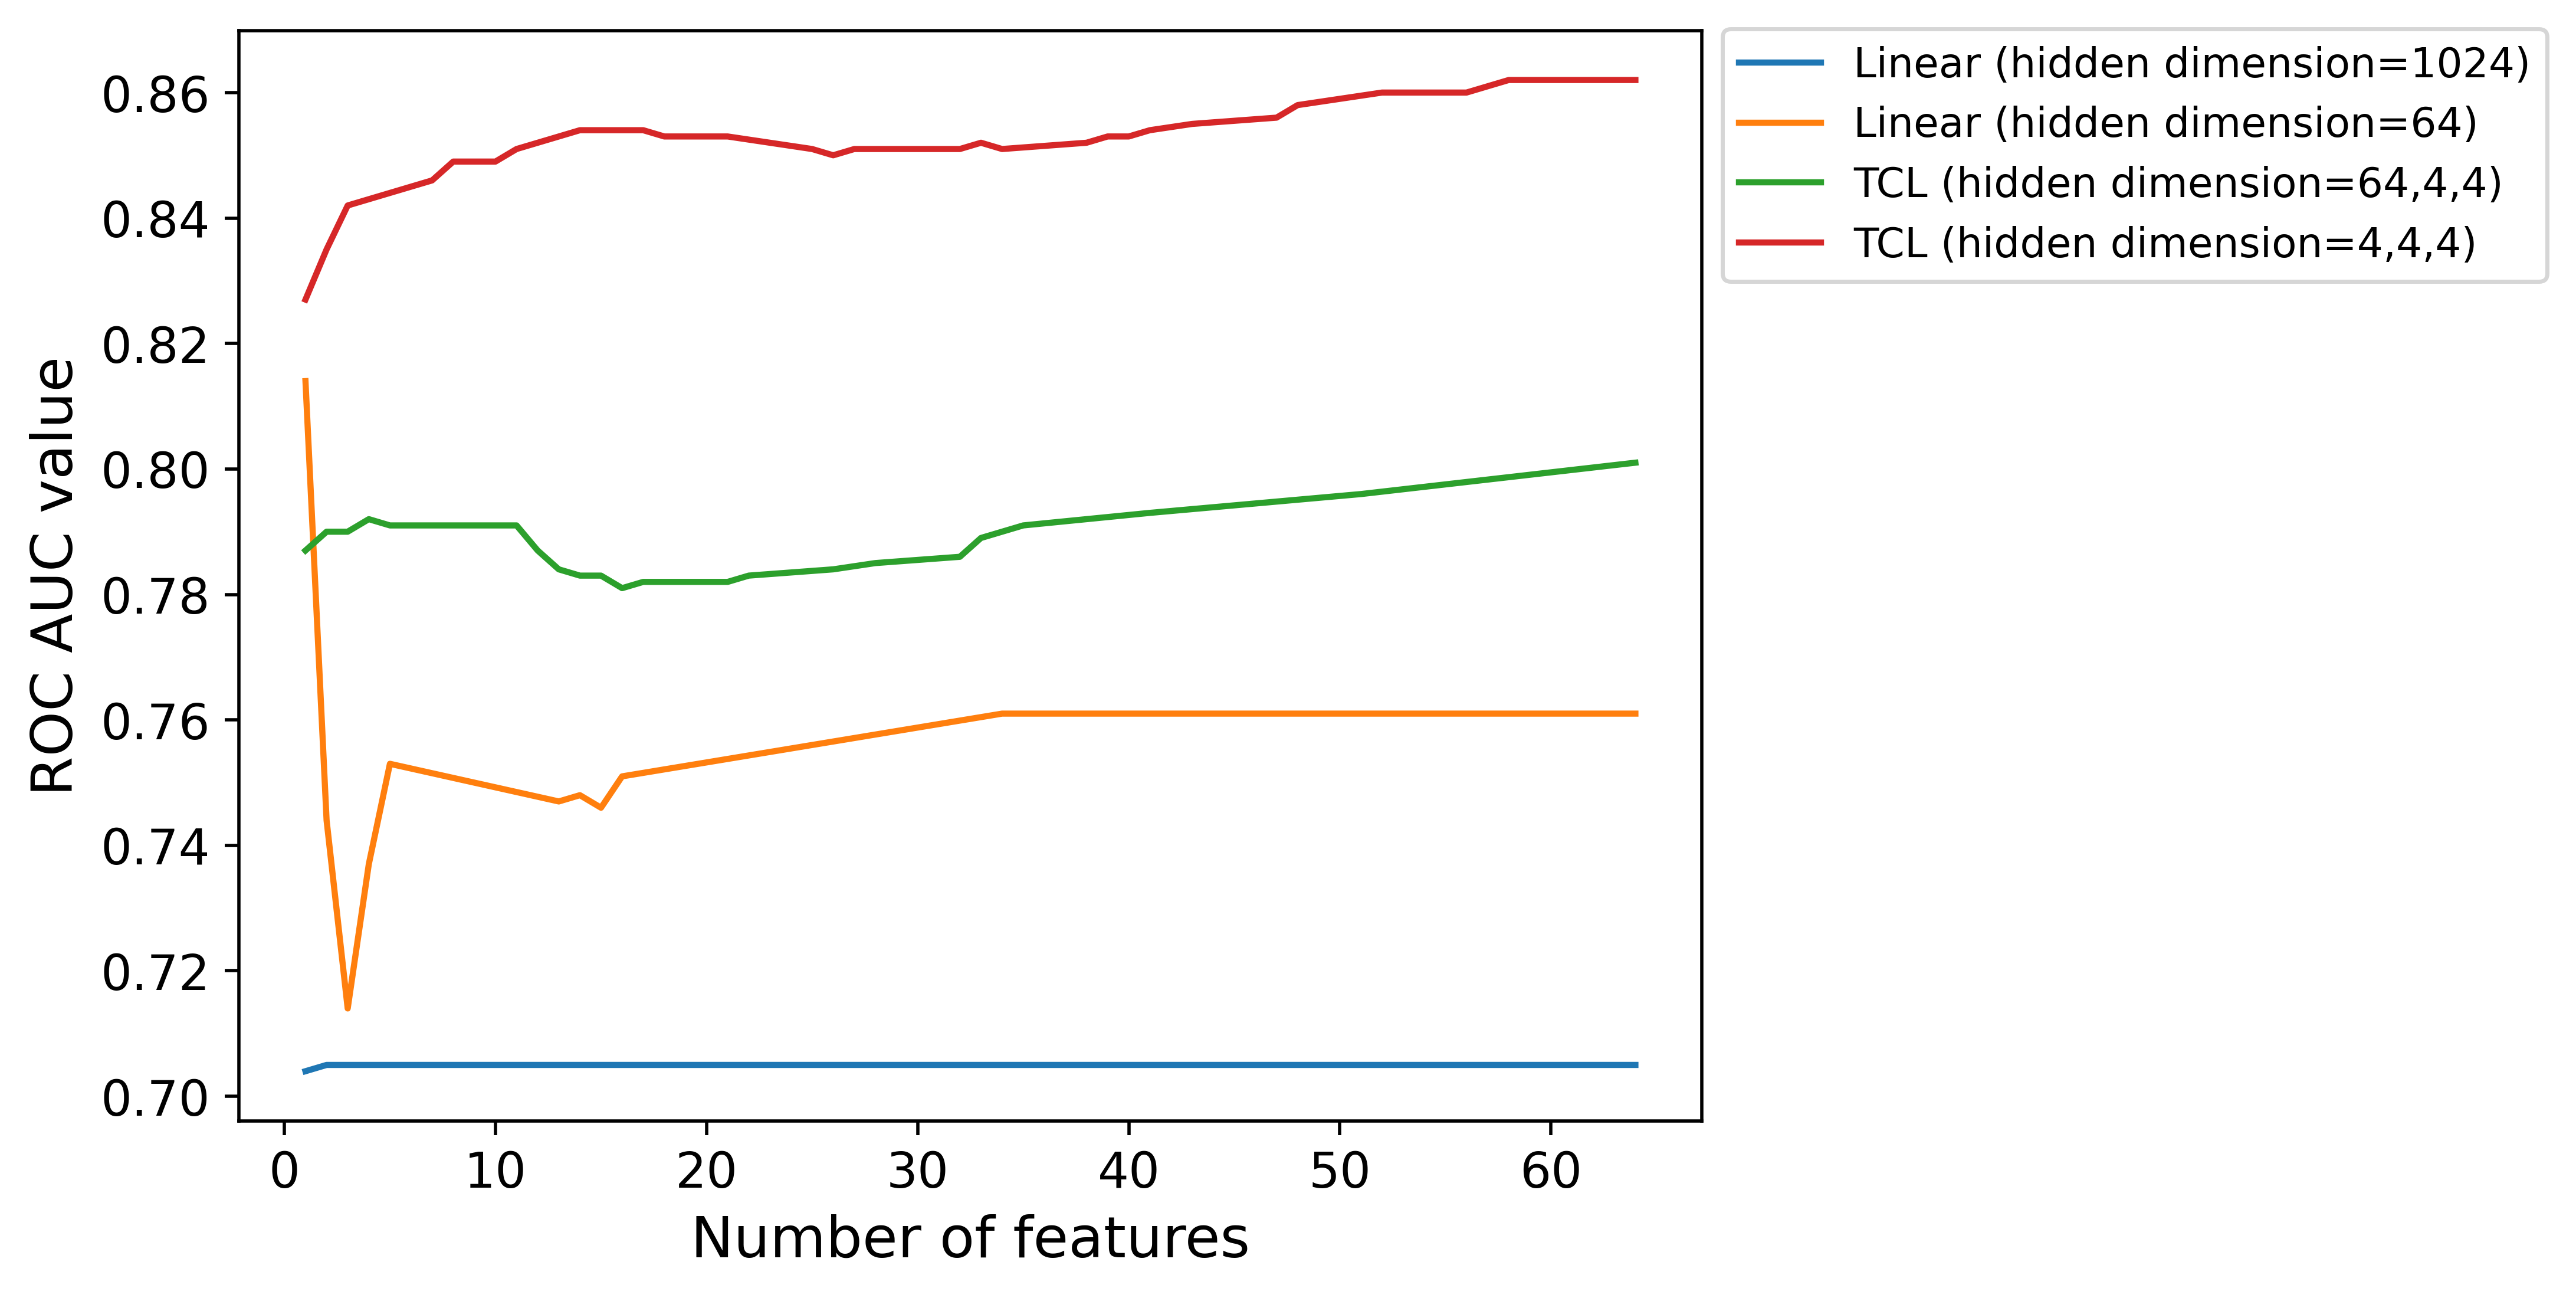 0.86
0.84
0.82
0.80
0.78
0.76
0.74
0.72
0.70
ROC AUC value
0 10 20 30 40 50 60
Number of features
Linear (hidden dimension=1024)
Linear (hidden dimension=64)
TCL (hidden dimension=64,4,4)
TCL (hidden dimension=4,4,4)